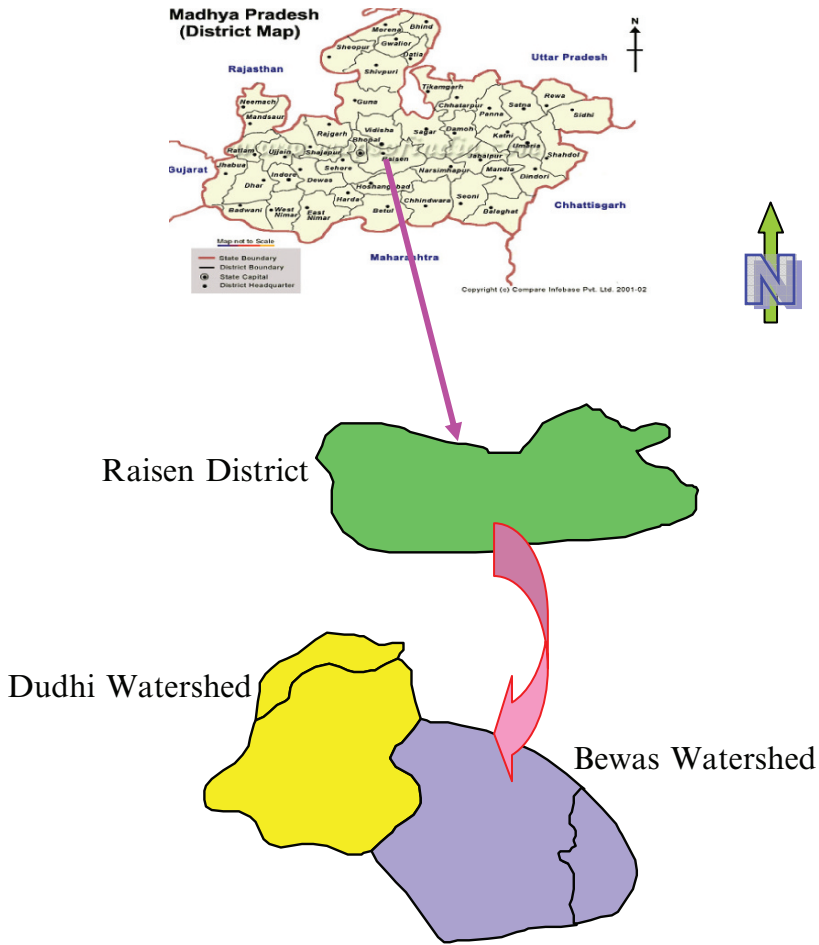 Madhya Pradesh
(District Map)
N
Uttar Pradesh
Rajasthan
Gujarat
Chhattisgarh
Maharashtra
Morena
Bhind
Sheopur
Gwalior
Datia
Shivpuri
Tikamgarh
Neemach
Guna
Chhatarpur
Satna
Rewa
Panna
Sidhi
Mandsaur
Rajgarh
Vidisha
Sagar
Damoh
Katni
Umaria
Bhopal
Ratlam
Ujjain
Shajapur
Raisen
Jabalpur
Shahdol
Jhabua
Sehore
Narsimhapur
Mandla
Indore
Dewas
Dindori
Dhar
Hoshangabad
Harda
Chhindwara
Seoni
Badwani
West
Nimar
East
Nimar
Betul
Balaghat
Map not to Scale
State Boundary
District Boundary
State Capital
District Headquarter
Copyright (c) Compare Infobase Pvt. Ltd. 2001-02
N
Raisen District
Dudhi Watershed
Bewas Watershed